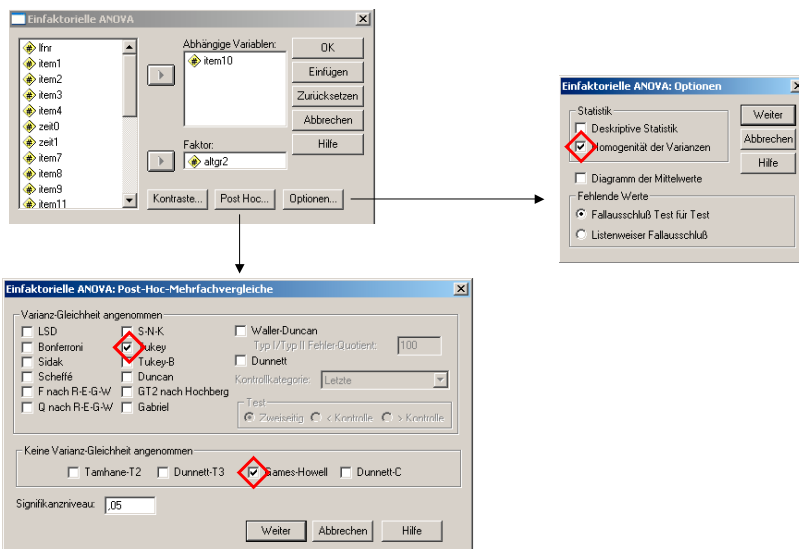 Einfaktorielle ANOVA
lfnr
item1
item2
item3
item4
zeit0
zeit1
item7
item8
item9
item11
Abhängige Variablen:
item10
Faktor:
altgr2
OK
Einfügen
Zurücksetzen
Abbrechen
Hilfe
Kontraste... Post Hoc... Optionen...
Einfaktorielle ANOVA: Optionen
Statistik
Deskriptive Statistik
Homogenität der Varianzen
Diagramm der Mittelwerte
Fehlende Werte
Fallausschluß Test für Test
Listenweiser Fallausschluß
Weiter
Abbrechen
Hilfe
Einfaktorielle ANOVA: Post-Hoc-Mehrfachvergleiche
Varianz-Gleichheit angenommen
LSD S-N-K Waller-Duncan
Bonferroni Tukey Typ I/Typ II Fehler-Quotient: 100
Sidak Tukey-B Dunnett
Scheffé Duncan Kontrollkategorie: Letzte
F nach R-E-G-W GT2 nach Hochberg Test
Q nach R-E-G-W Gabriel Zweiseitig < Kontrolle > Kontrolle
Keine Varianz-Gleichheit angenommen
Tamhane-T2 Dunnett-T3 Games-Howell Dunnett-C
Signifikanzniveau: ,05
Weiter Abbrechen Hilfe